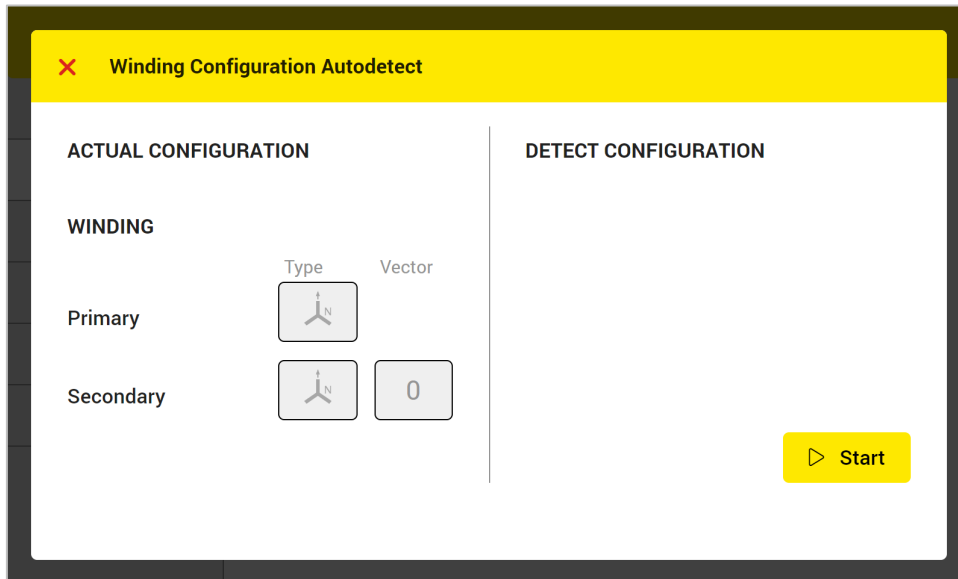 Winding Configuration Autodetect
ACTUAL CONFIGURATION
WINDING
Type Vector
Primary
N
Secondary
N
0
DETECT CONFIGURATION
Start